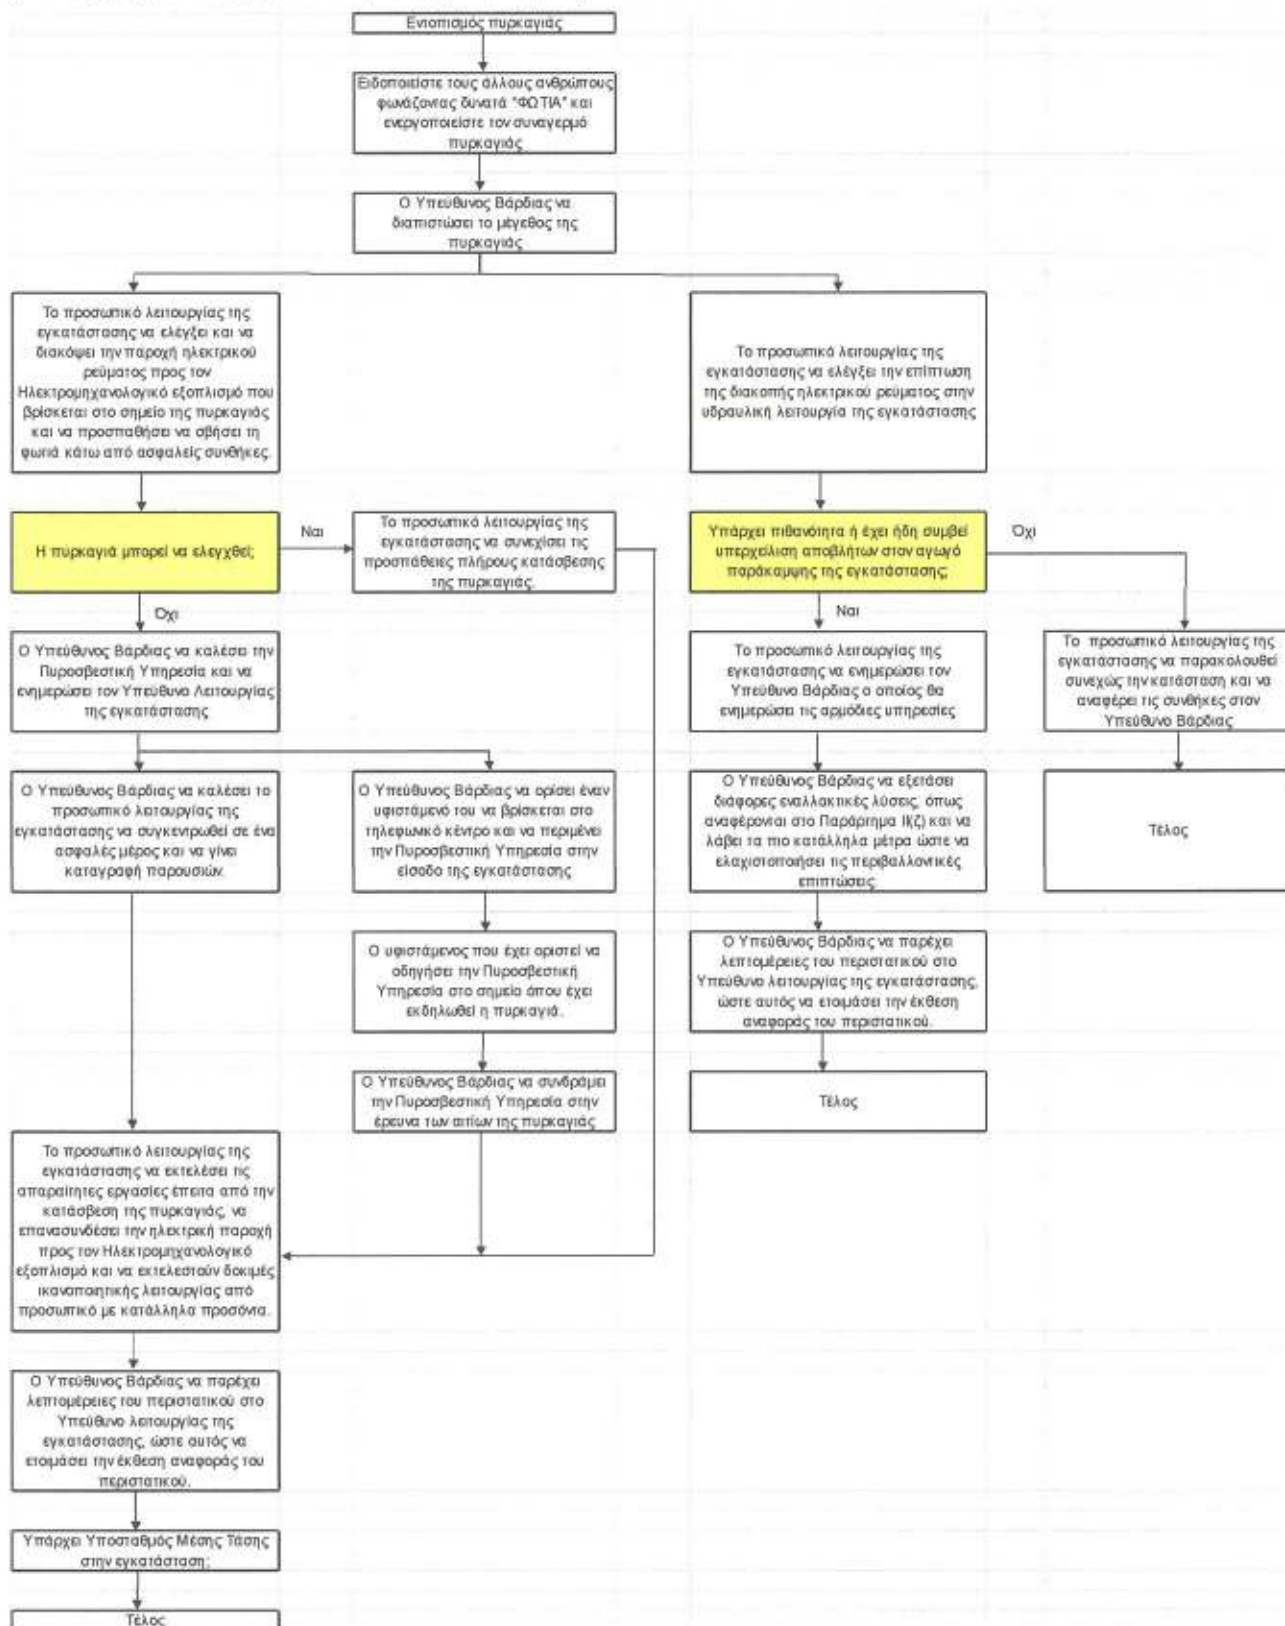 Εντοπισμός πυρκαγιάς
Ειδοποιείστε τους άλλους ανθρώπους
φωνάζοντας δυνατά "ΦΩΤΙΑ" και
ενεργοποιείστε τον συναγερμό
πυρκαγιάς
Ο Υπεύθυνος Βάρδιας να
διαπιστώσει το μέγεθος της
πυρκαγιάς
Το προσωπικό λειτουργίας της
εγκατάστασης να ελέγξει και να
διακόψει την παροχή ηλεκτρικού
ρεύματος προς τον
Ηλεκτρομηχανολογικό εξοπλισμό που
βρίσκεται στο σημείο της πυρκαγιάς
και να προσπαθήσει να σβήσει τη
φωτιά κάτω από ασφαλείς συνθήκες.
Το προσωπικό λειτουργίας της
εγκατάστασης να ελέγξει την επίπτωση
της διακοπής ηλεκτρικού ρεύματος στην
υδραυλική λειτουργία της εγκατάστασης
Η πυρκαγιά μπορεί να ελεγχθεί;
Ναι
Το προσωπικό λειτουργίας της
εγκατάστασης να συνεχίσει τις
προσπάθειες πλήρους κατάσβεσης
της πυρκαγιάς.
Υπάρχει πιθανότητα ή έχει ήδη συμβεί
υπερχείλιση αποβλήτων στον αγωγό
παράκαμψης της εγκατάστασης;
Όχι
Όχι
Ναι
Ο Υπεύθυνος Βάρδιας να καλέσει την
Πυροσβεστική Υπηρεσία και να
ενημερώσει τον Υπεύθυνο Λειτουργίας
της εγκατάστασης
Το προσωπικό λειτουργίας της
εγκατάστασης να ενημερώσει τον
Υπεύθυνο Βάρδιας ο οποίος θα
ενημερώσει τις αρμόδιες υπηρεσίες
Το προσωπικό λειτουργίας της
εγκατάστασης να παρακολουθεί
συνεχώς την κατάσταση και να
αναφέρει τις συνθήκες στον
Υπεύθυνο Βάρδιας
Ο Υπεύθυνος Βάρδιας να καλέσει το
προσωπικό λειτουργίας της
εγκατάστασης να συγκεντρωθεί σε ένα
ασφαλές μέρος και να γίνει
καταγραφή παρουσιών.
Ο Υπεύθυνος Βάρδιας να ορίσει έναν
υφιστάμενό του να βρίσκεται στο
τηλεφωνικό κέντρο και να περιμένει
την Πυροσβεστική Υπηρεσία στην
είσοδο της εγκατάστασης
Ο Υπεύθυνος Βάρδιας να εξετάσει
διάφορες εναλλακτικές λύσεις, όπως
αναφέρονται στο Παράρτημα ΙΙ(ζ) και να
λάβει τα πιο κατάλληλα μέτρα ώστε να
ελαχιστοποιήσει τις περιβαλλοντικές
επιπτώσεις.
Τέλος
Ο υφιστάμενος που έχει οριστεί να
οδηγήσει την Πυροσβεστική
Υπηρεσία στο σημείο όπου έχει
εκδηλωθεί η πυρκαγιά.
Ο Υπεύθυνος Βάρδιας να παρέχει
λεπτομέρειες του περιστατικού στο
Υπεύθυνο λειτουργίας της εγκατάστασης,
ώστε αυτός να ετοιμάσει την έκθεση
αναφοράς του περιστατικού.
Ο Υπεύθυνος Βάρδιας να συνδράμει
την Πυροσβεστική Υπηρεσία στην
έρευνα των αιτίων της πυρκαγιάς
Τέλος
Το προσωπικό λειτουργίας της
εγκατάστασης να εκτελέσει τις
απαραίτητες εργασίες έπειτα από την
κατάσβεση της πυρκαγιάς, να
επανασυνδέσει την ηλεκτρική παροχή
προς τον Ηλεκτρομηχανολογικό
εξοπλισμό και να εκτελεστούν δοκιμές
ικανοποιητικής λειτουργίας από
προσωπικό με κατάλληλα προσόντα.
Ο Υπεύθυνος Βάρδιας να παρέχει
λεπτομέρειες του περιστατικού στο
Υπεύθυνο λειτουργίας της
εγκατάστασης, ώστε αυτός να
ετοιμάσει την έκθεση αναφοράς του
περιστατικού.
Υπάρχει Υποσταθμός Μέσης Τάσης
στην εγκατάσταση;
Τέλος